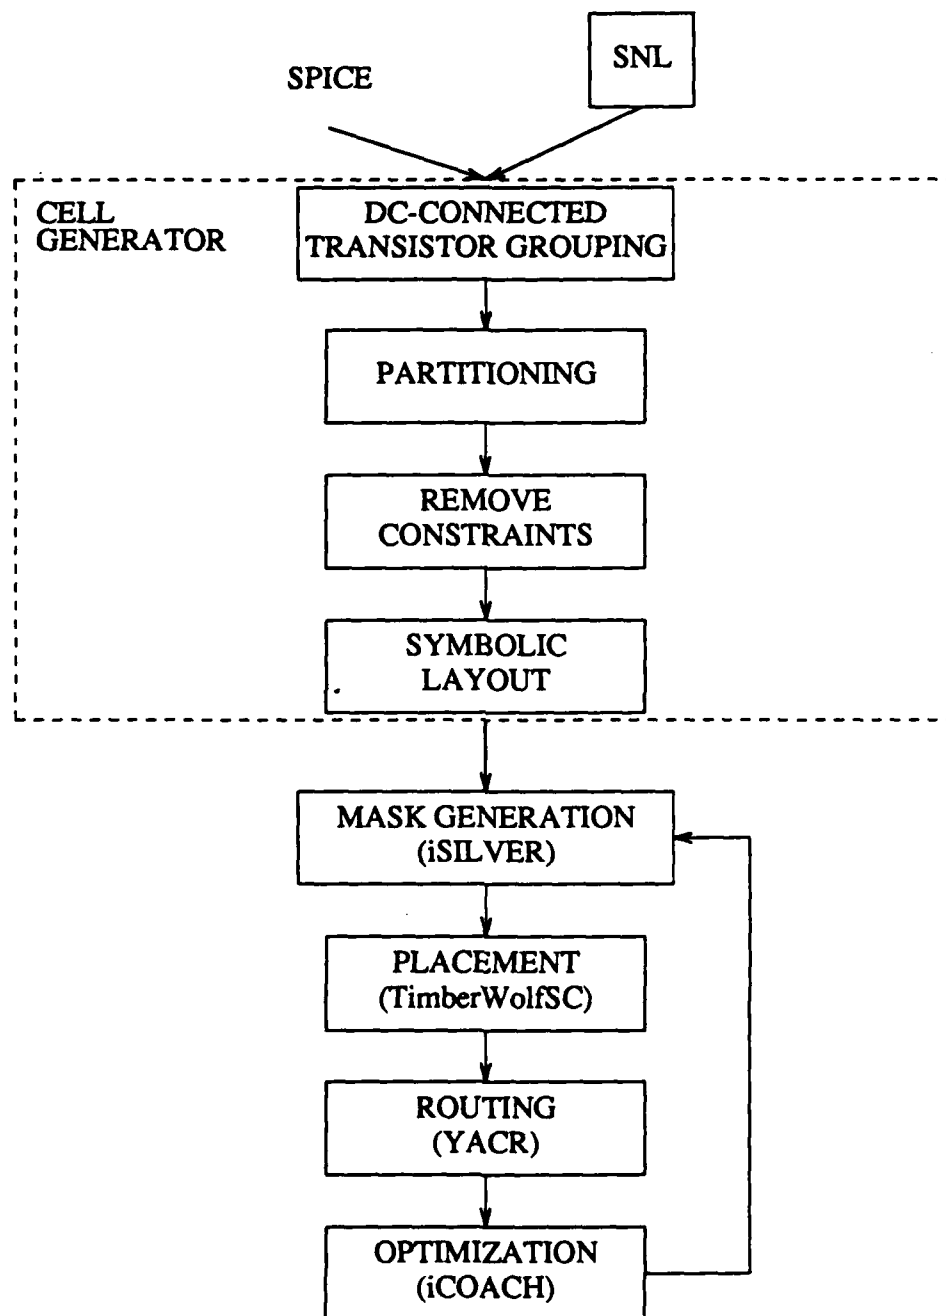 SPICE
SNL
CELL
GENERATOR
DC-CONNECTED
TRANSISTOR GROUPING
PARTITIONING
REMOVE
CONSTRAINTS
SYMBOLIC
LAYOUT
MASK GENERATION
(iSILVER)
PLACEMENT
(TimberWolfSC)
ROUTING
(YACR)
OPTIMIZATION
(iCOACH)